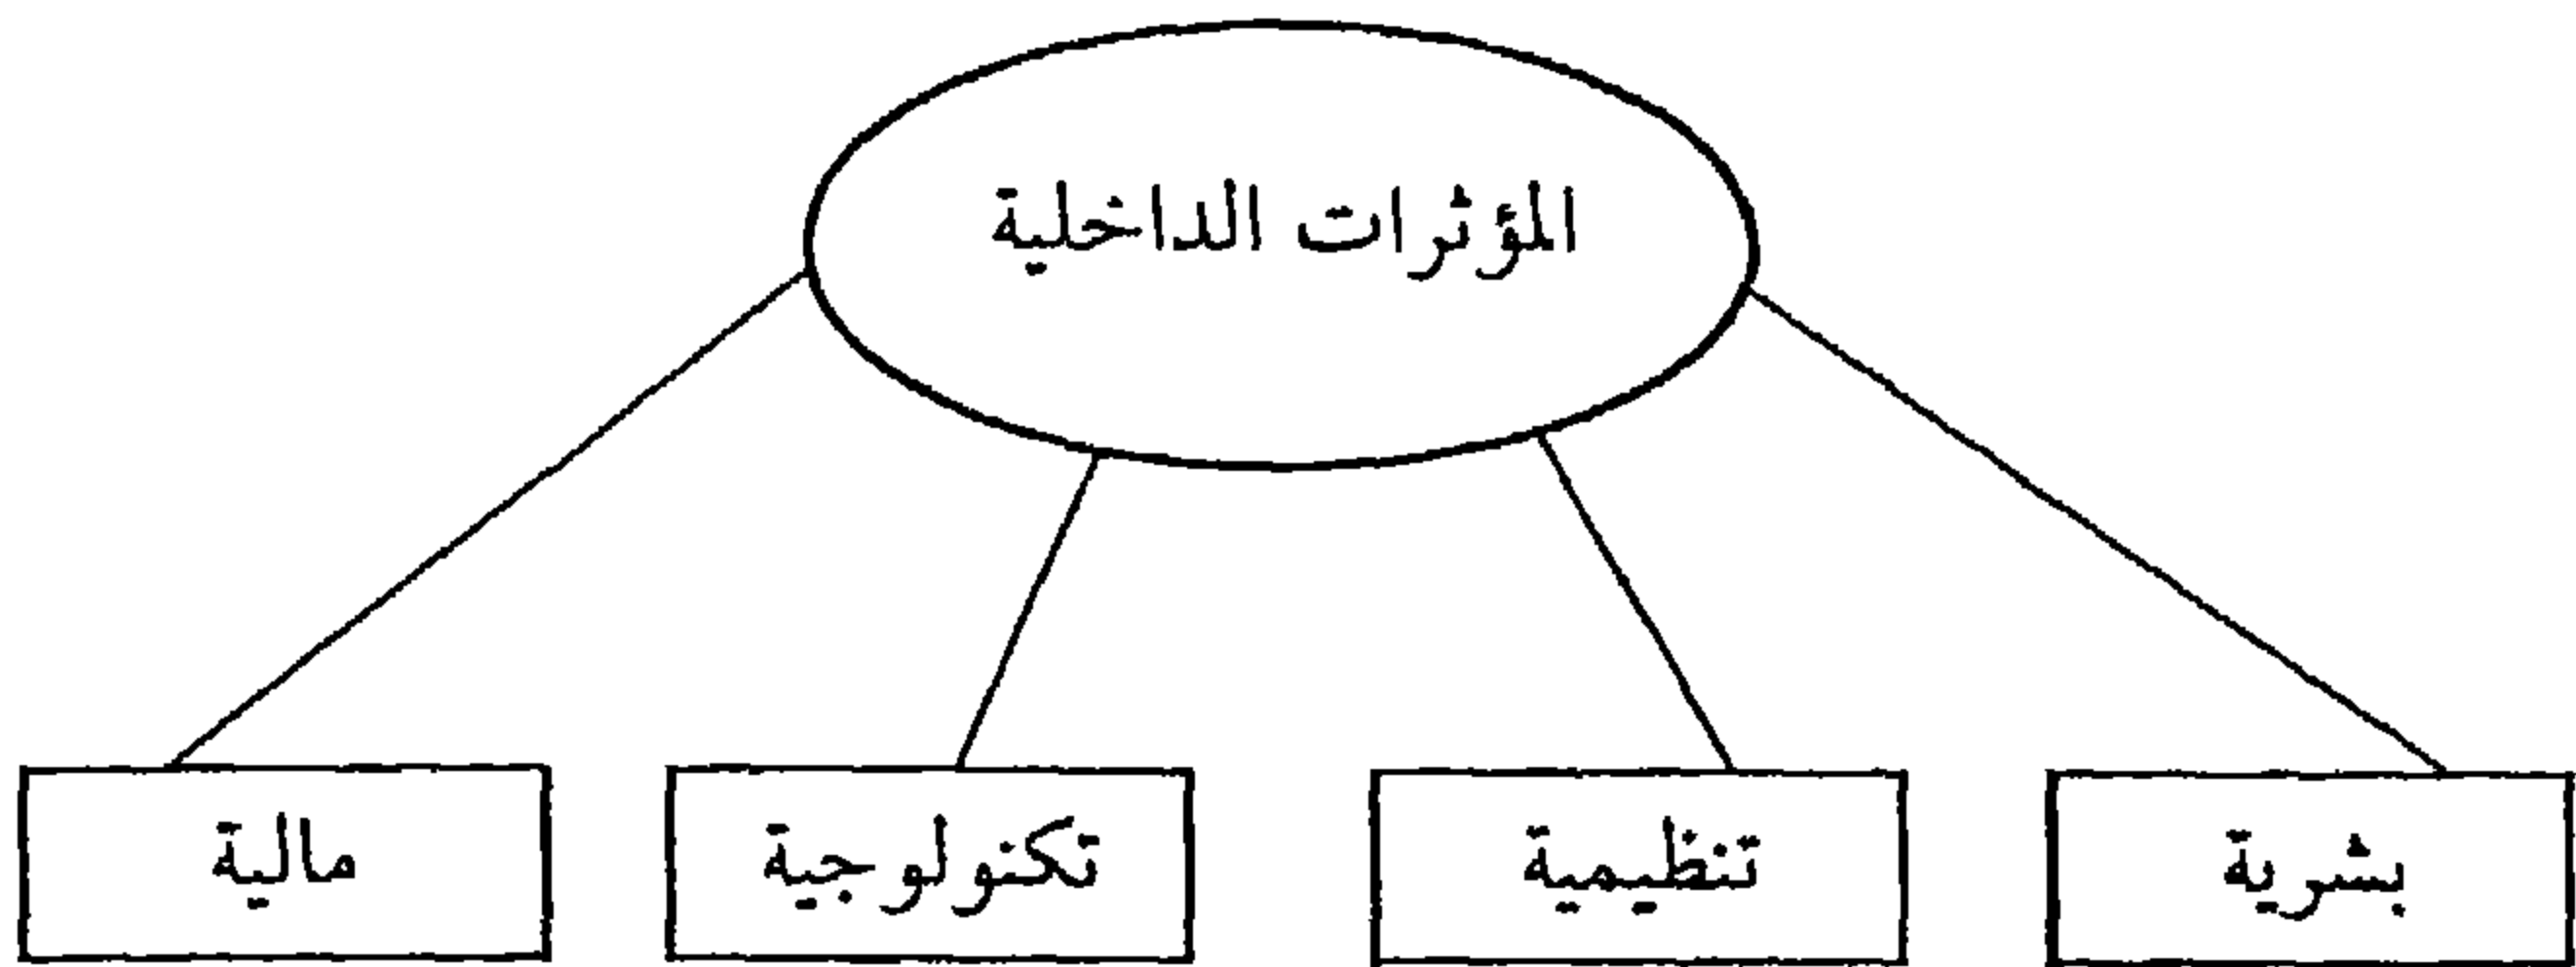 المؤثرات الداخلية
بشرية
تنظيمية
تكنولوجية
مالية